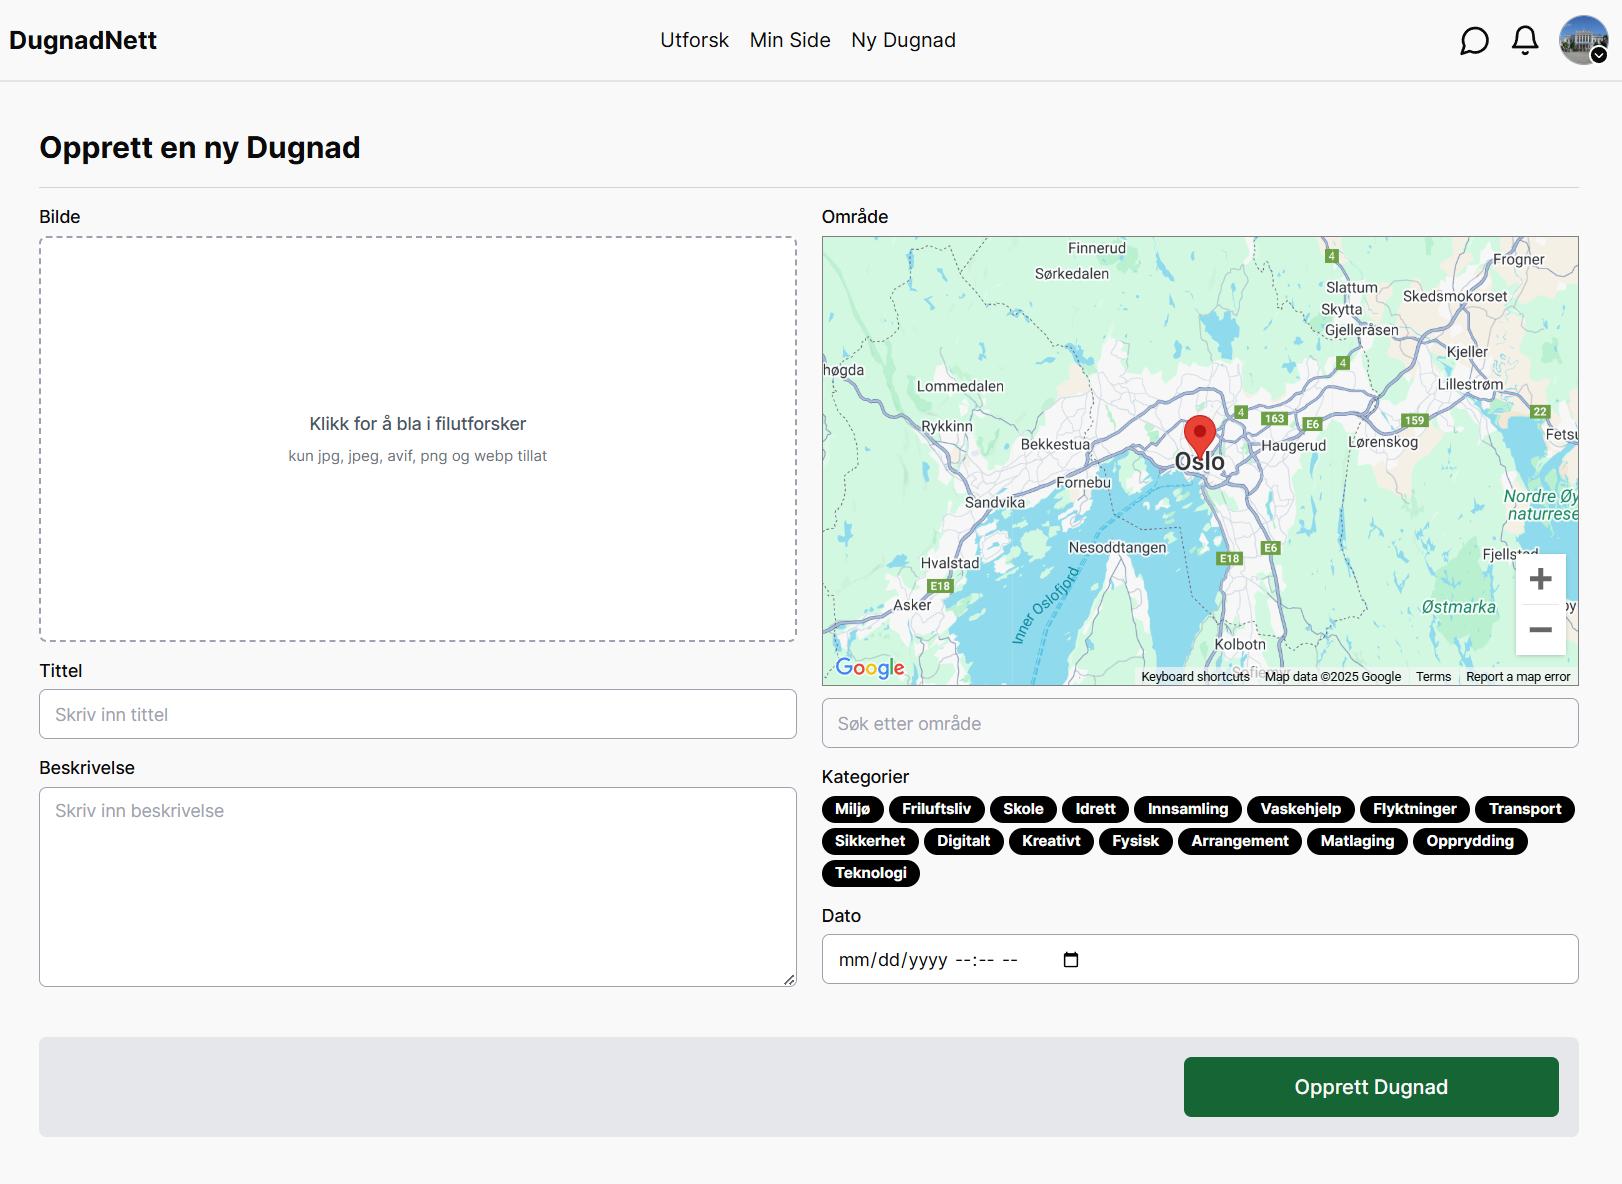 DugnadNett
Utforsk Min Side Ny Dugnad
Opprett en ny Dugnad
Bilde
Klikk for å bla i filutforsker
kun jpg, jpeg, avif, png og webp tillat
Tittel
Skriv inn tittel
Beskrivelse
Skriv inn beskrivelse
Område
Finnerud
Sørkedalen
4
Frogner
Slattum
Skedsmokorset
Skytta
Gjelleråsen
Kjeller
4
høgda
Lommedalen
Lillestrøm
Rykkinn
4
163
E6
159
22
Bekkestua
Haugerud
Lørenskog
Fetsu
Oslo
Fornebu
Sandvika
Nordre Øy
naturrese
Nesoddtangen
E18
E6
Hvalstad
E18
Asker
Inner Oslofjord
Østmarka
Kolbotn
Google
Keyboard shortcuts
Map data ©2025 Google
Terms
Report a map error
Søk etter område
Kategorier
Miljø Friluftsliv Skole Idrett Innsamling Vaskehjelp Flyktninger Transport
Sikkerhet Digitalt Kreativt Fysisk Arrangement Matlaging Opprydding
Teknologi
Dato
mm/dd/yyyy --:-- --
Opprett Dugnad